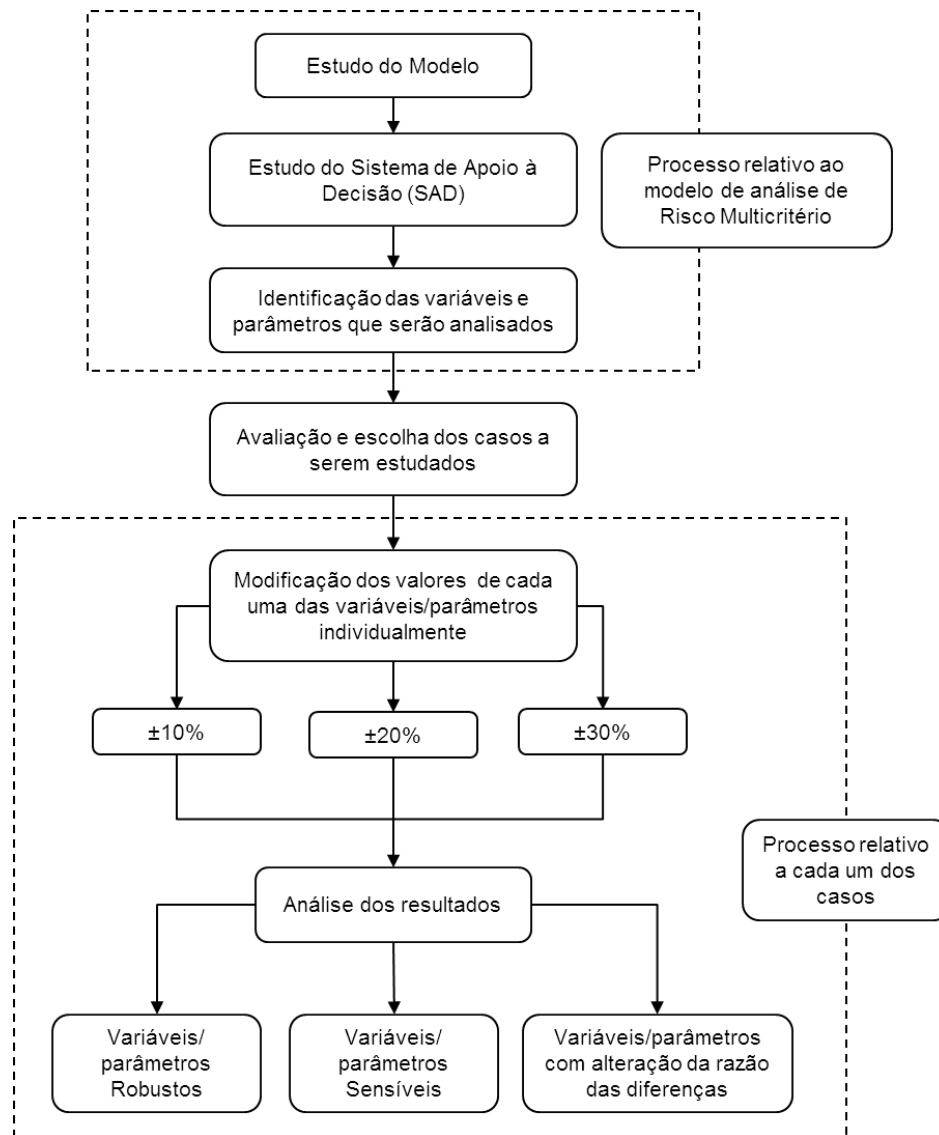 Estudo do Modelo
Estudo do Sistema de Apoio à
Decisão (SAD)
Processo relativo ao
modelo de análise de
Risco Multicritério
Identificação das variáveis e
parâmetros que serão analisados
Avaliação e escolha dos casos a
serem estudados
Modificação dos valores de cada
uma das variáveis/parâmetros
individualmente
±10%
±20%
±30%
Processo relativo
a cada um dos
casos
Análise dos resultados
Variáveis/
parâmetros
Robustos
Variáveis/
parâmetros
Sensíveis
Variáveis/parâmetros
com alteração da razão
das diferenças